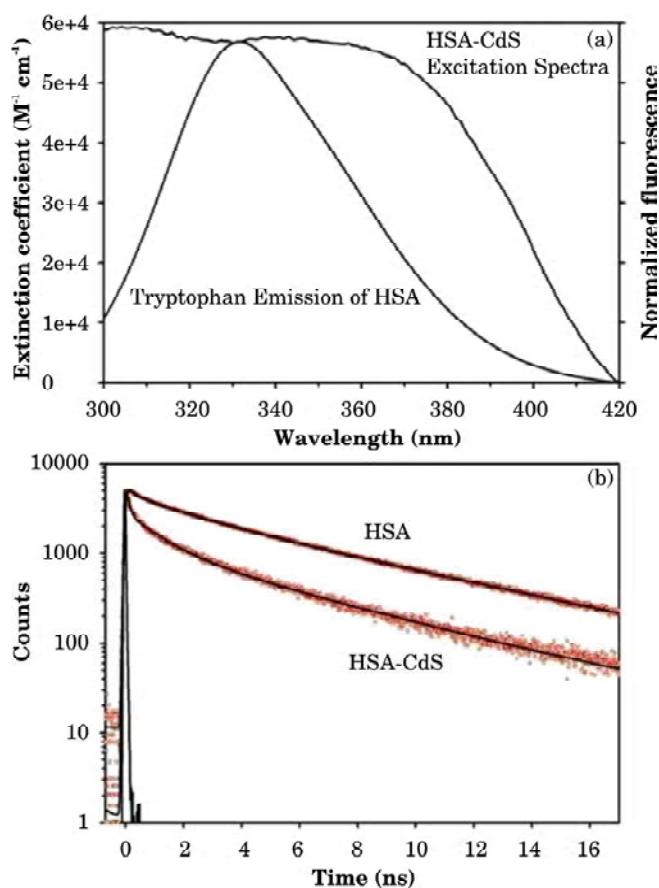 (a)
HSA-CdS
Excitation Spectra
Tryptophan Emission of HSA
Extinction coefficient (M⁻¹ cm⁻¹)
Normalized fluorescence
6e+4
5e+4
4e+4
3e+4
2e+4
1e+4
0
300 320 340 360 380 400 420
Wavelength (nm)
(b)
HSA
HSA-CdS
Counts
10000
1000
100
10
1
0 2 4 6 8 10 12 14 16
Time (ns)